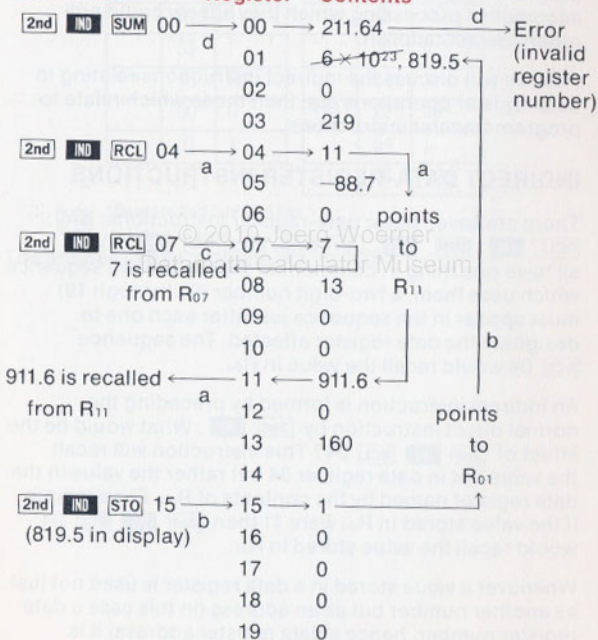 Register Contents
2nd IND SUM 00 → 00 → 211.64 → Error
d d (invalid
register
number)
01 6 × 10²³, 819.5
02 0
03 219
2nd IND RCL 04 → 04 → 11
a a
05 −88.7
06 0 points
© 2010 Joerg Woerner
2nd IND RCL 07 → 07 → 7 to
c
Datamath Calculator Museum
7 is recalled 08 13 R₁₁
from R₀₇
09 0
10 0 b
911.6 is recalled ← 11 ← 911.6
a
from R₁₁
12 0 points
13 160 to
14 0 R₀₁
2nd IND STO 15 → 15 → 1
b
(819.5 in display) 16 0
17 0
18 0
19 0